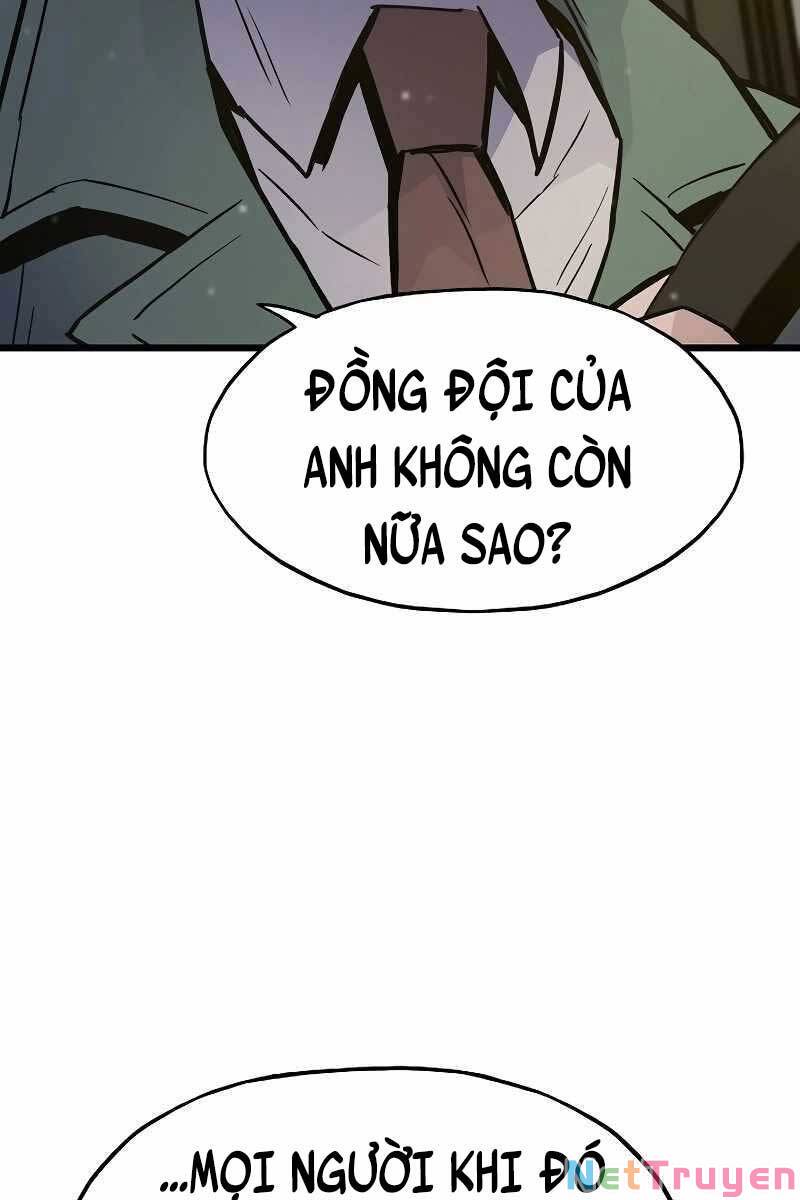 ĐỒNG ĐỘI CỦA
ANH KHÔNG CÒN
NỮA SAO?
...MỌI NGƯỜI KHI ĐÓ
NetTruyen